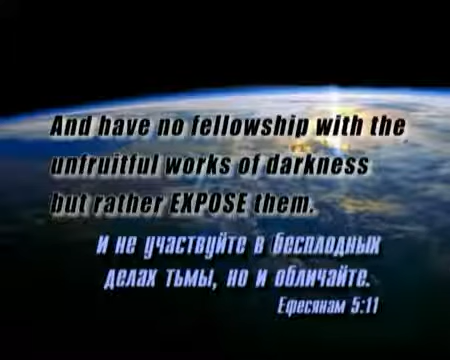 And have no fellowship with the
unfruitful works of darkness
but rather EXPOSE them.
и не участвуйте в бесплодных
делах тьмы, но и обличайте.
Ефесянам 5:11